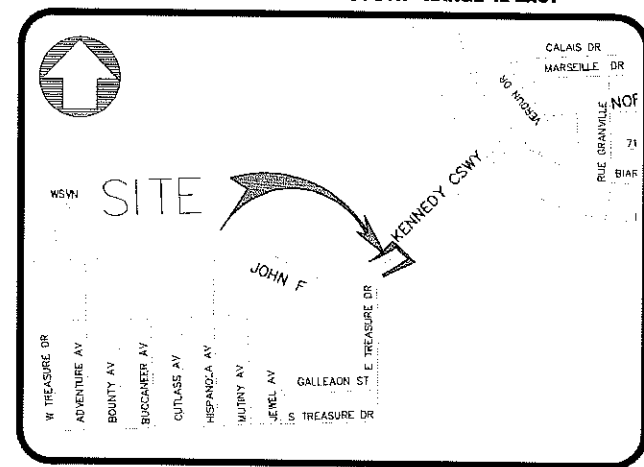 CALAIS DR
MARSEILLE DR
VERDUN DR
NOR
RUE GRANVILLE
71
BIAR
KENNEDY CSWY
WSVN
SITE
JOHN F
W TREASURE DR
ADVENTURE AV
BOUNTY AV
BUCCANEER AV
CUTLASS AV
HISPANOLA AV
MUTINY AV
JEWEL AV
E TREASURE DR
GALLEAON ST
S TREASURE DR